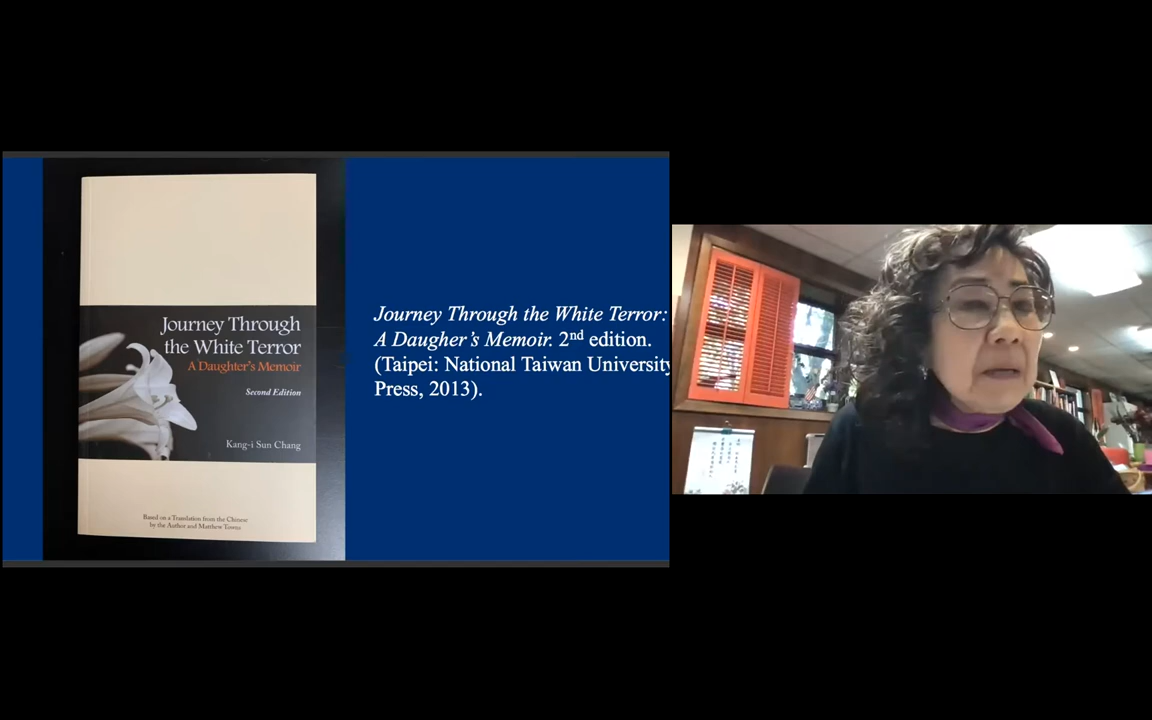 Journey Through
the White Terror
A Daughter's Memoir
Second Edition
Kang-i Sun Chang
Based on a Translation from the Chinese
by the Author and Matthew Towns
Journey Through the White Terror:
A Daugher's Memoir. 2nd edition.
(Taipei: National Taiwan University
Press, 2013).